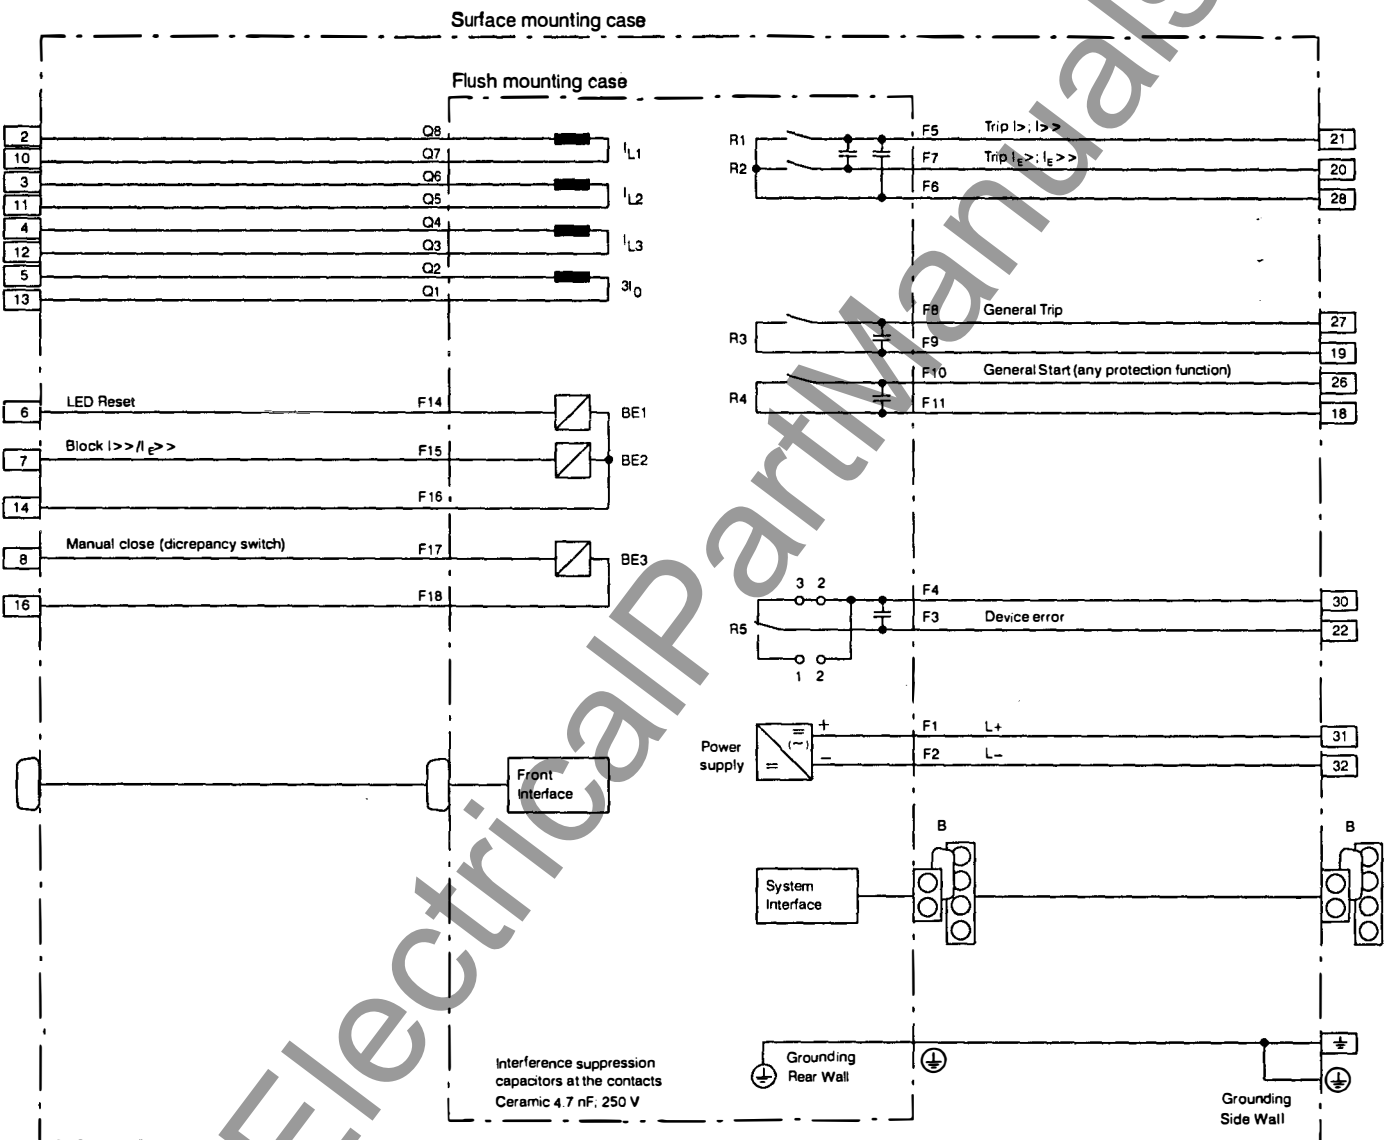 Surface mounting case
Flush mounting case
2 Q8
10 Q7 IL1
3 Q6
11 Q5 IL2
4 Q4
12 Q3 IL3
5 Q2
13 Q1 3I0
6 LED Reset F14 BE1
7 Block I>>/IE>> F15 BE2
14 F16
8 Manual close (dicrepancy switch) F17 BE3
16 F18
Front
Interface
R1 F5 Trip I>; I>> 21
R2 F7 Trip IE>; IE>> 20
F6 28
F8 General Trip 27
R3 F9 19
F10 General Start (any protection function) 26
R4 F11 18
3 2 F4 30
R5 F3 Device error 22
1 2
Power
supply
= (~) =
+ F1 L+ 31
− F2 L− 32
B B
System
Interface
Grounding
Rear Wall
Grounding
Side Wall
Interference suppression
capacitors at the contacts
Ceramic 4.7 nF; 250 V
ElectricalPartManuals